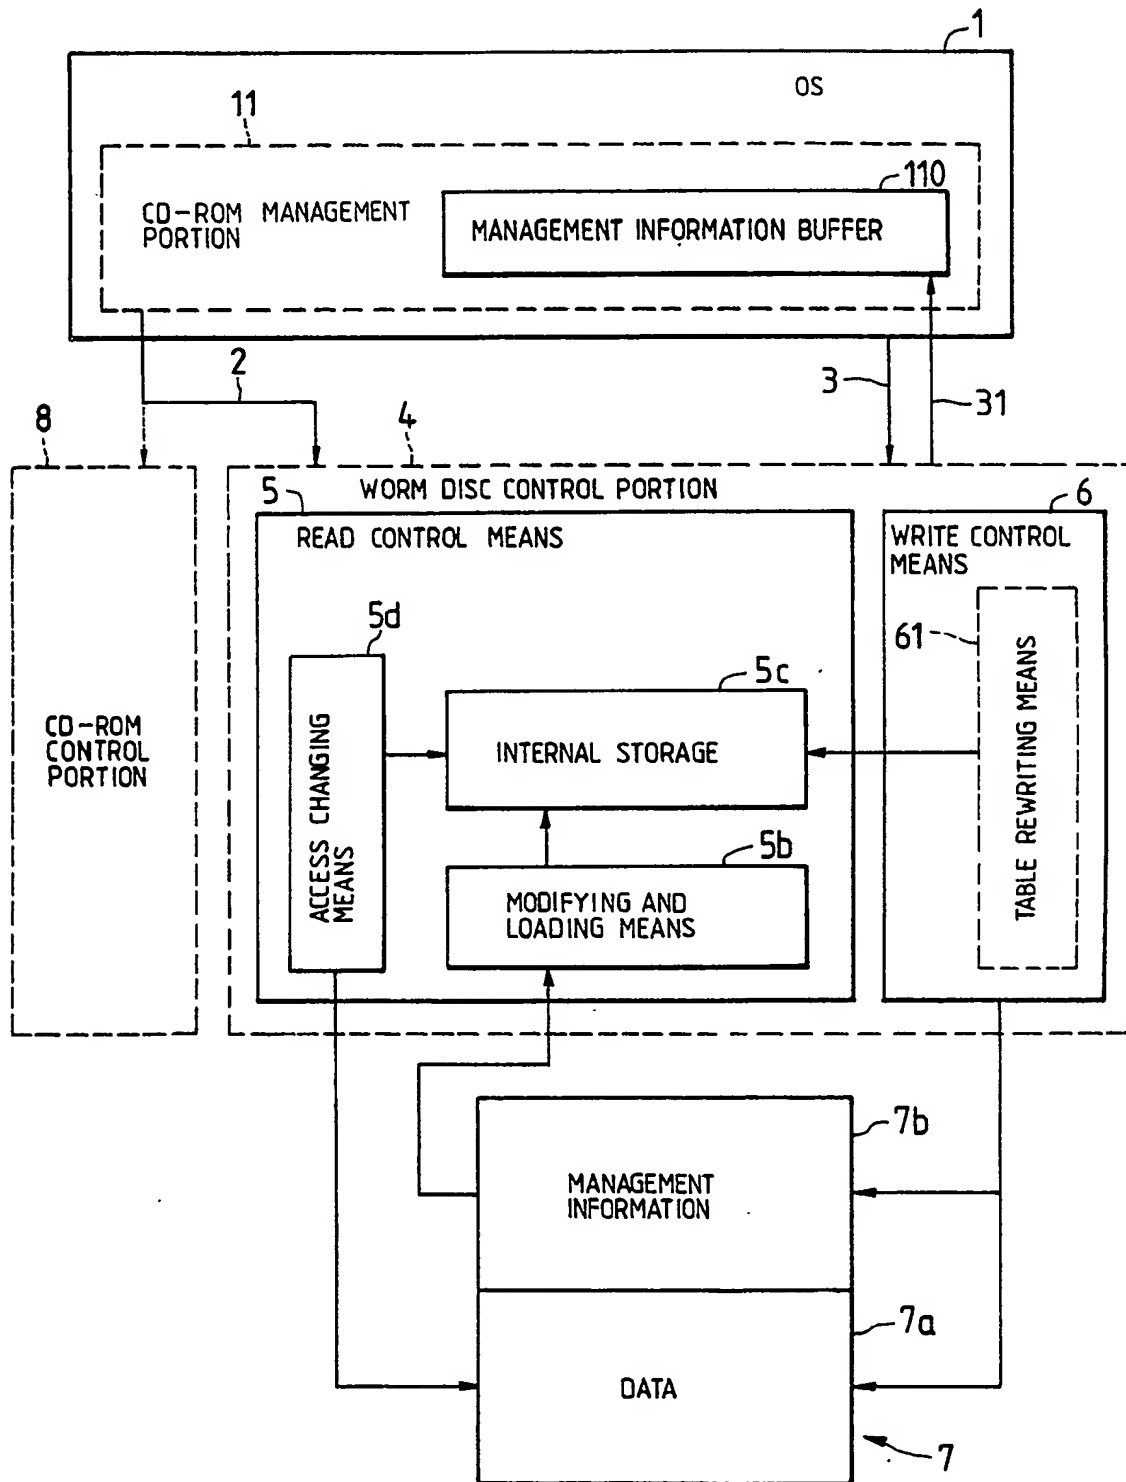 1
OS
11
110
CD-ROM MANAGEMENT
PORTION
MANAGEMENT INFORMATION BUFFER
2
3
31
8
4
WORM DISC CONTROL PORTION
5
6
READ CONTROL MEANS
WRITE CONTROL
MEANS
5d
61
5c
CD-ROM
CONTROL
PORTION
ACCESS CHANGING
MEANS
INTERNAL STORAGE
TABLE REWRITING MEANS
5b
MODIFYING AND
LOADING MEANS
7b
MANAGEMENT
INFORMATION
7a
DATA
7